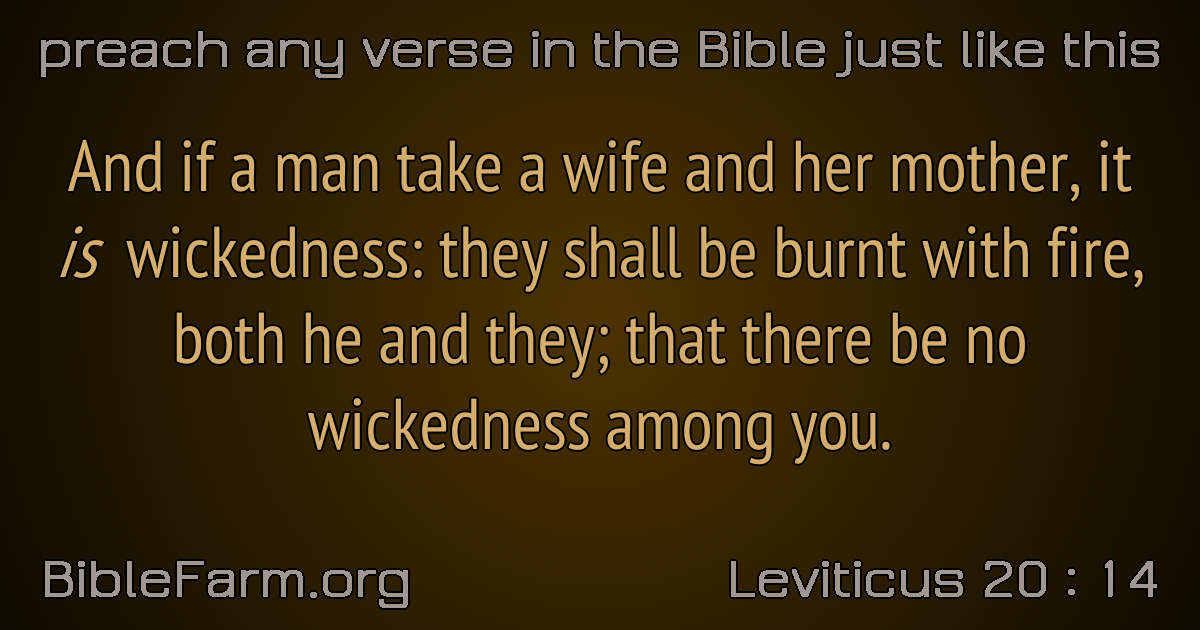 preach any verse in the Bible just like this
And if a man take a wife and her mother, it
is wickedness: they shall be burnt with fire,
both he and they; that there be no
wickedness among you.
BibleFarm.org
Leviticus 20 : 14